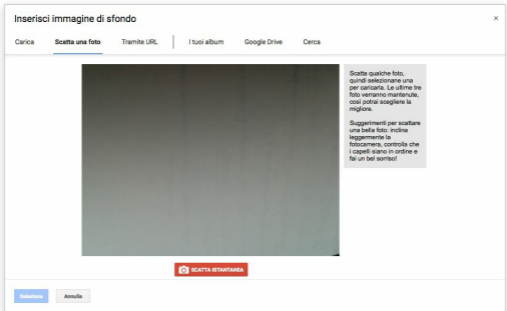 Inserisci immagine di sfondo
×
Carica Scatta una foto Tramite URL I tuoi album Google Drive Cerca
Scatta qualche foto,
quindi selezionane una
per caricarla. Le ultime tre
foto verranno mantenute,
così potrai scegliere la
migliore.
Suggerimenti per scattare
una bella foto: inclina
leggermente la
fotocamera, controlla che
i capelli siano in ordine e
fai un bel sorriso!
SCATTA ISTANTANEA
Seleziona Annulla